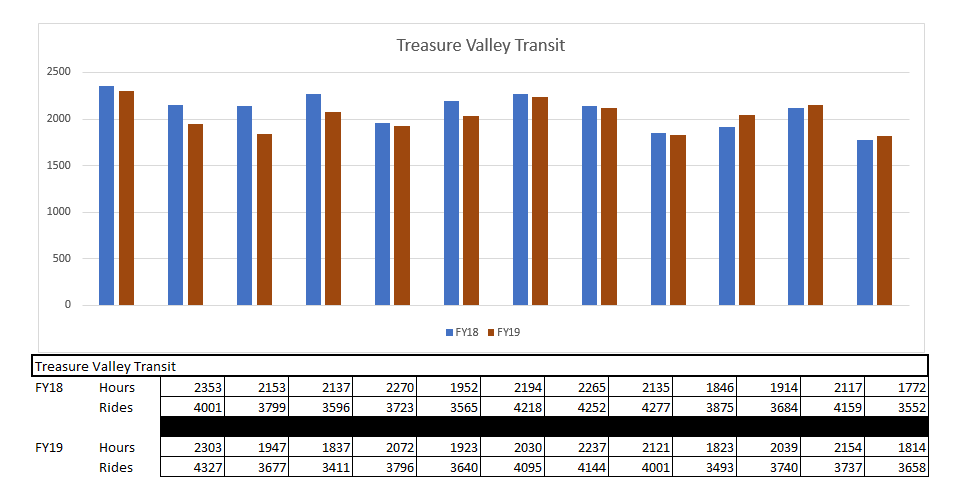 Treasure Valley Transit
2500
2000
1500
1000
500
0
FY18 FY19
Treasure Valley Transit
FY18 Hours 2353 2153 2137 2270 1952 2194 2265 2135 1846 1914 2117 1772
Rides 4001 3799 3596 3723 3565 4218 4252 4277 3875 3684 4159 3552
FY19 Hours 2303 1947 1837 2072 1923 2030 2237 2121 1823 2039 2154 1814
Rides 4327 3677 3411 3796 3640 4095 4144 4001 3493 3740 3737 3658